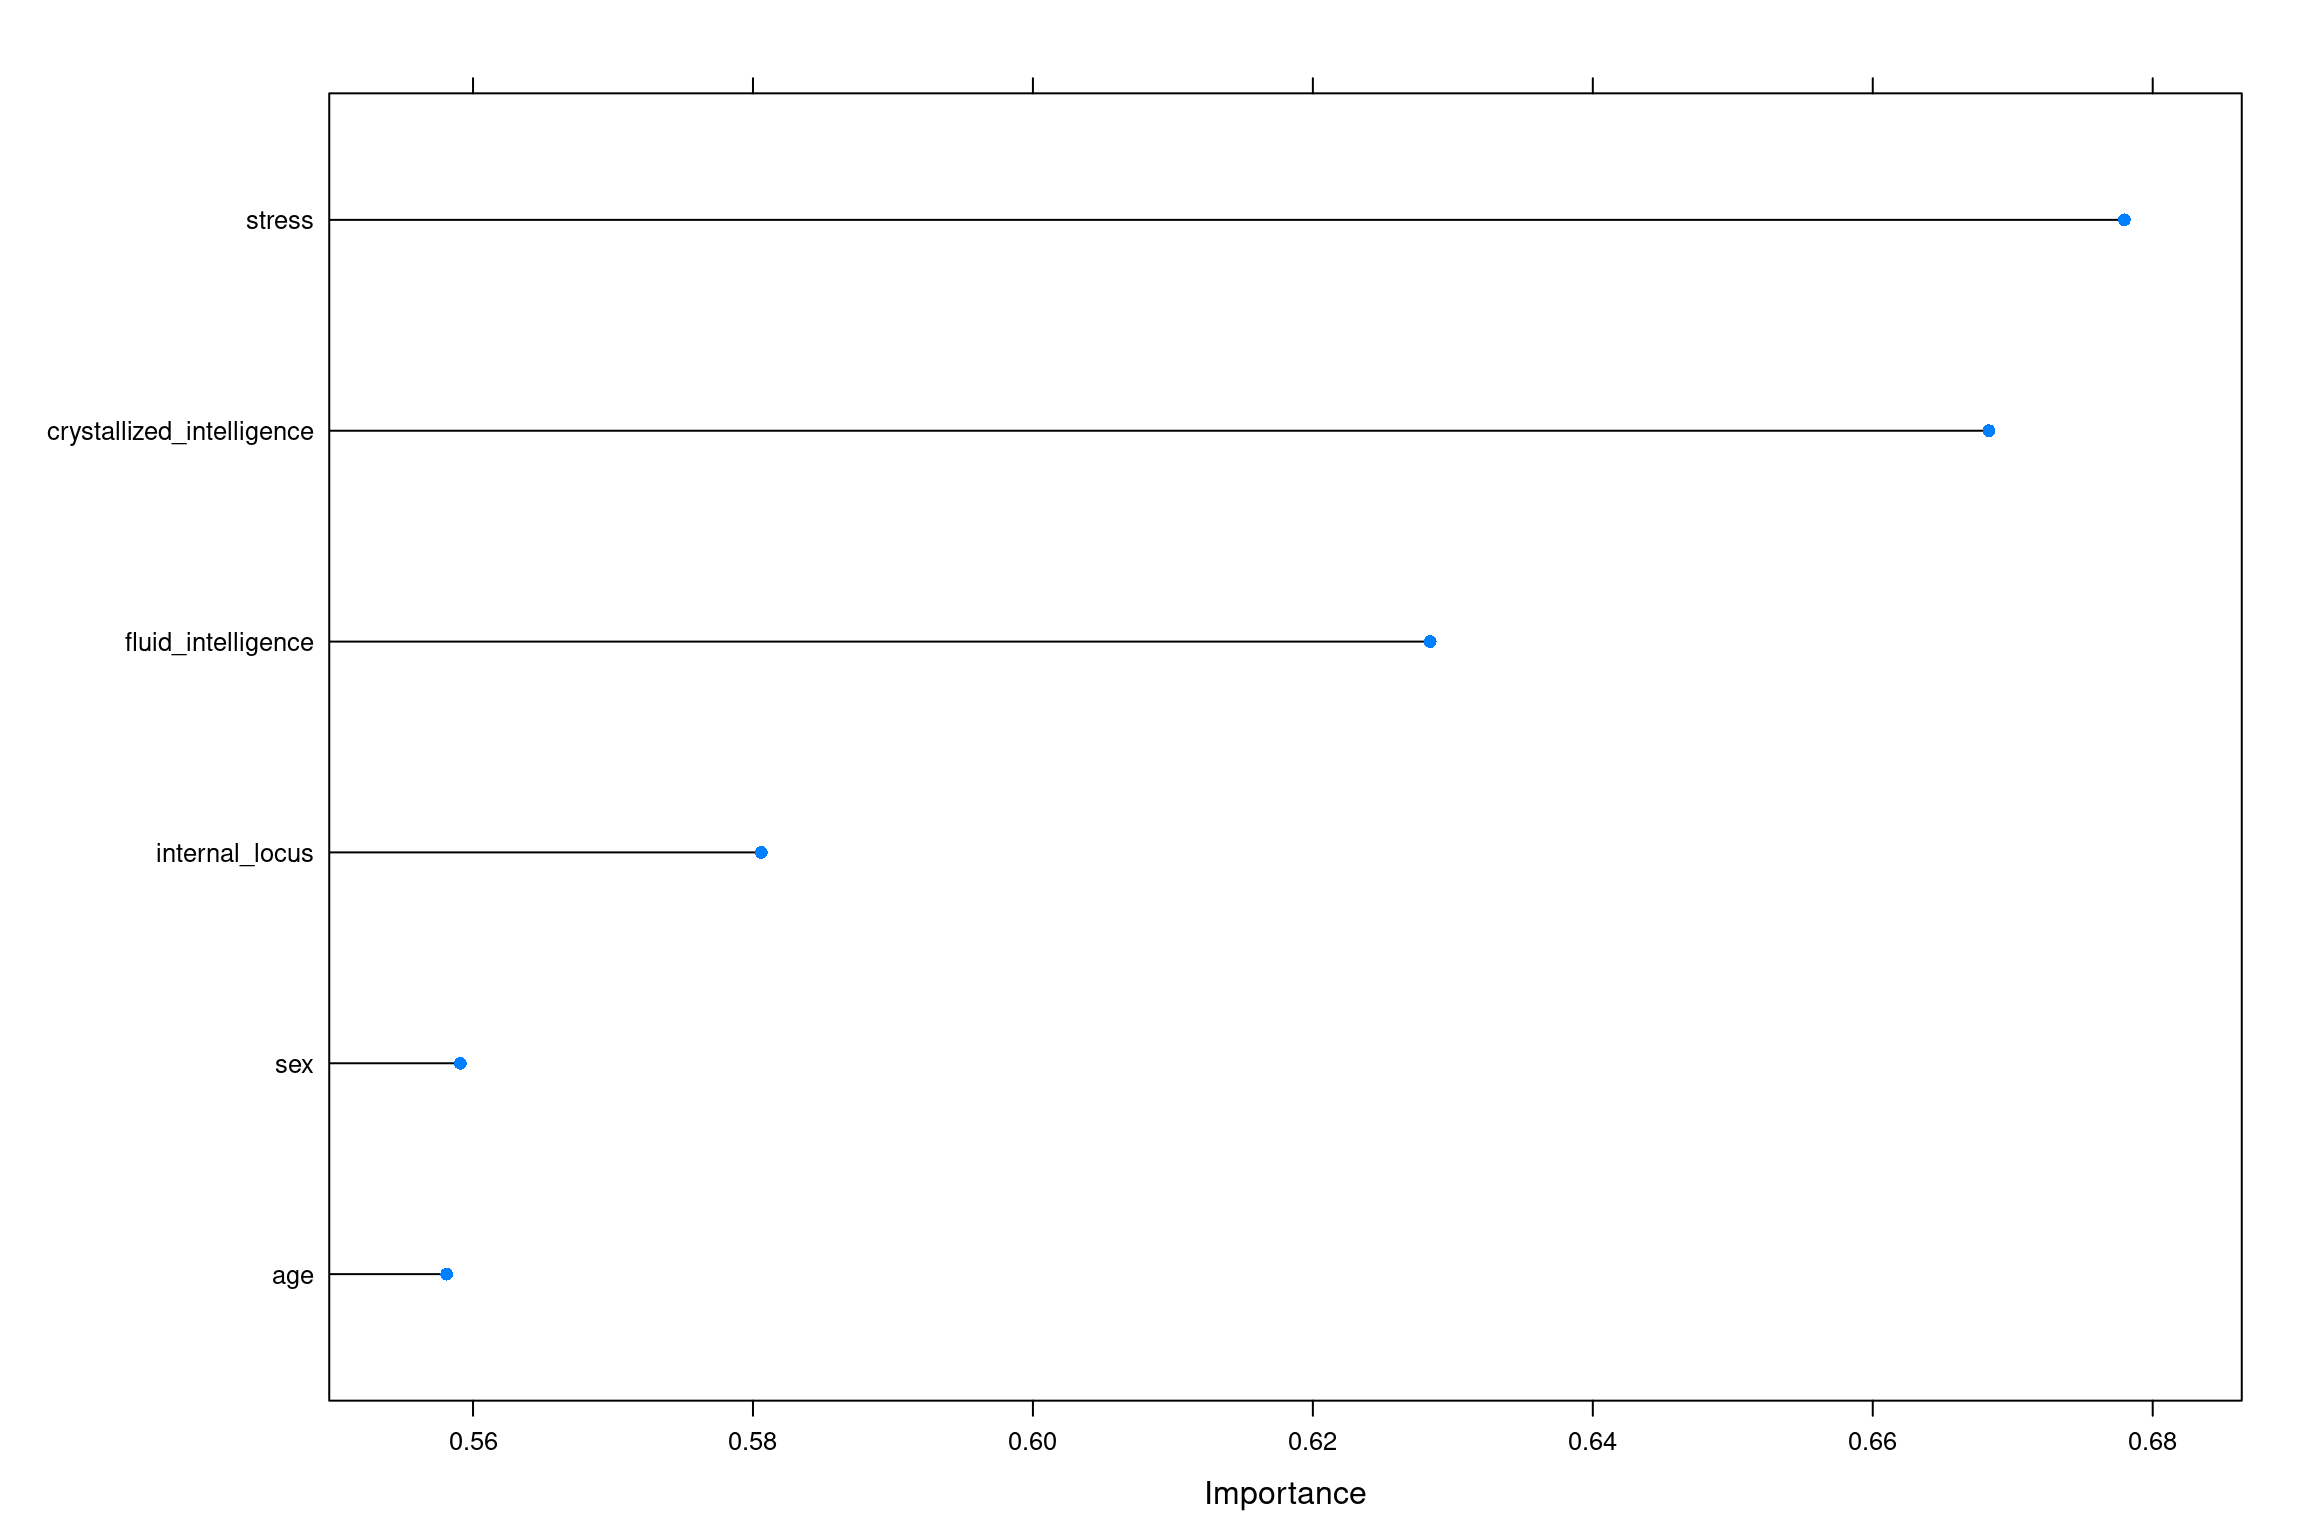 stress
crystallized_intelligence
fluid_intelligence
internal_locus
sex
age
0.56 0.58 0.60 0.62 0.64 0.66 0.68
Importance